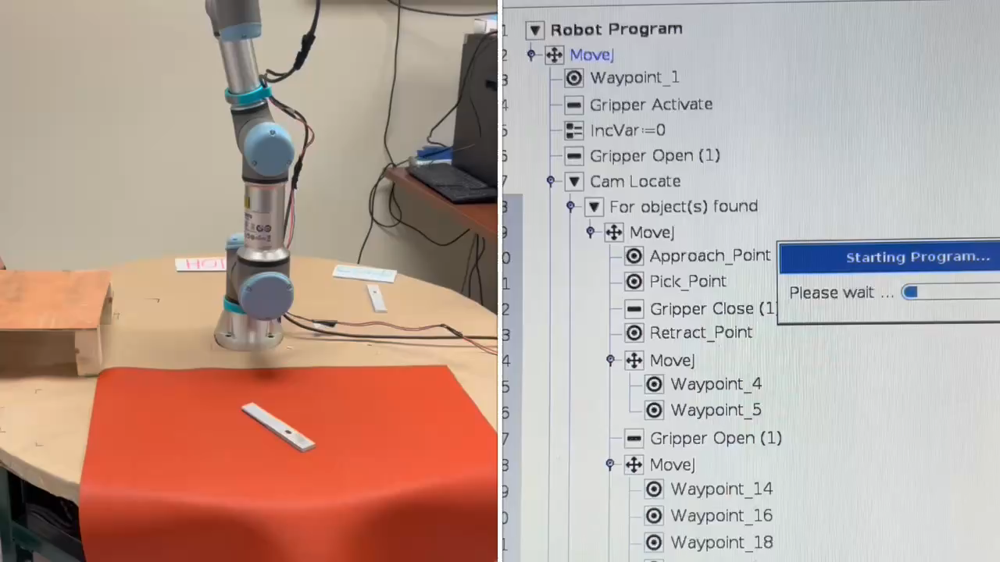 HOT
Robot Program
MoveJ
Waypoint_1
Gripper Activate
IncVar:=0
Gripper Open (1)
Cam Locate
For object(s) found
MoveJ
Approach_Point
Starting Program...
Pick_Point
Please wait ...
Gripper Close (1)
Retract_Point
MoveJ
Waypoint_4
Waypoint_5
Gripper Open (1)
MoveJ
Waypoint_14
Waypoint_16
Waypoint_18